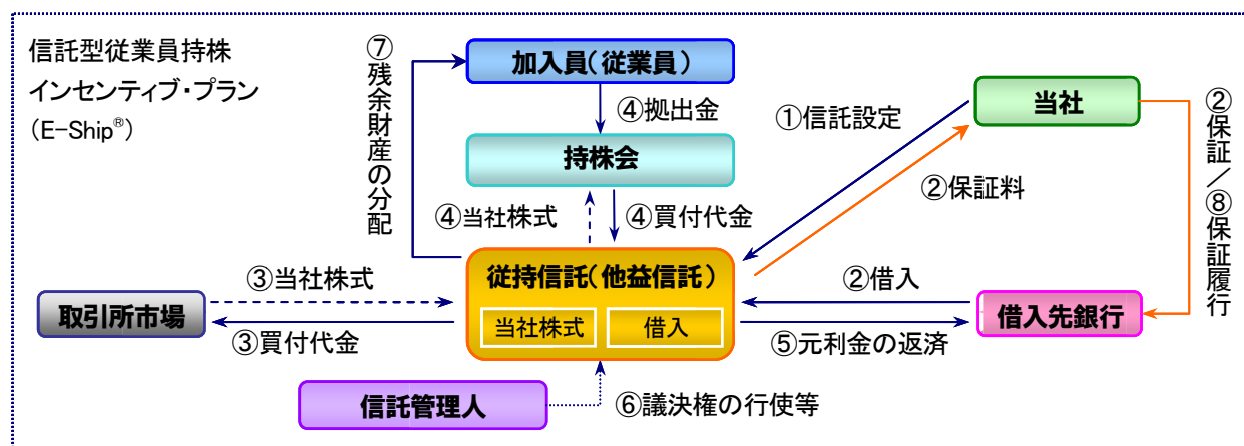 信託型従業員持株
インセンティブ・プラン
（E-Ship®）
⑦残余財産の分配
加入員（従業員）
④拠出金
持株会
④当社株式
④買付代金
①信託設定
②保証料
当社
②保証／⑧保証履行
従持信託（他益信託）
当社株式
借入
③当社株式
取引所市場
③買付代金
②借入
借入先銀行
⑤元利金の返済
信託管理人
⑥議決権の行使等